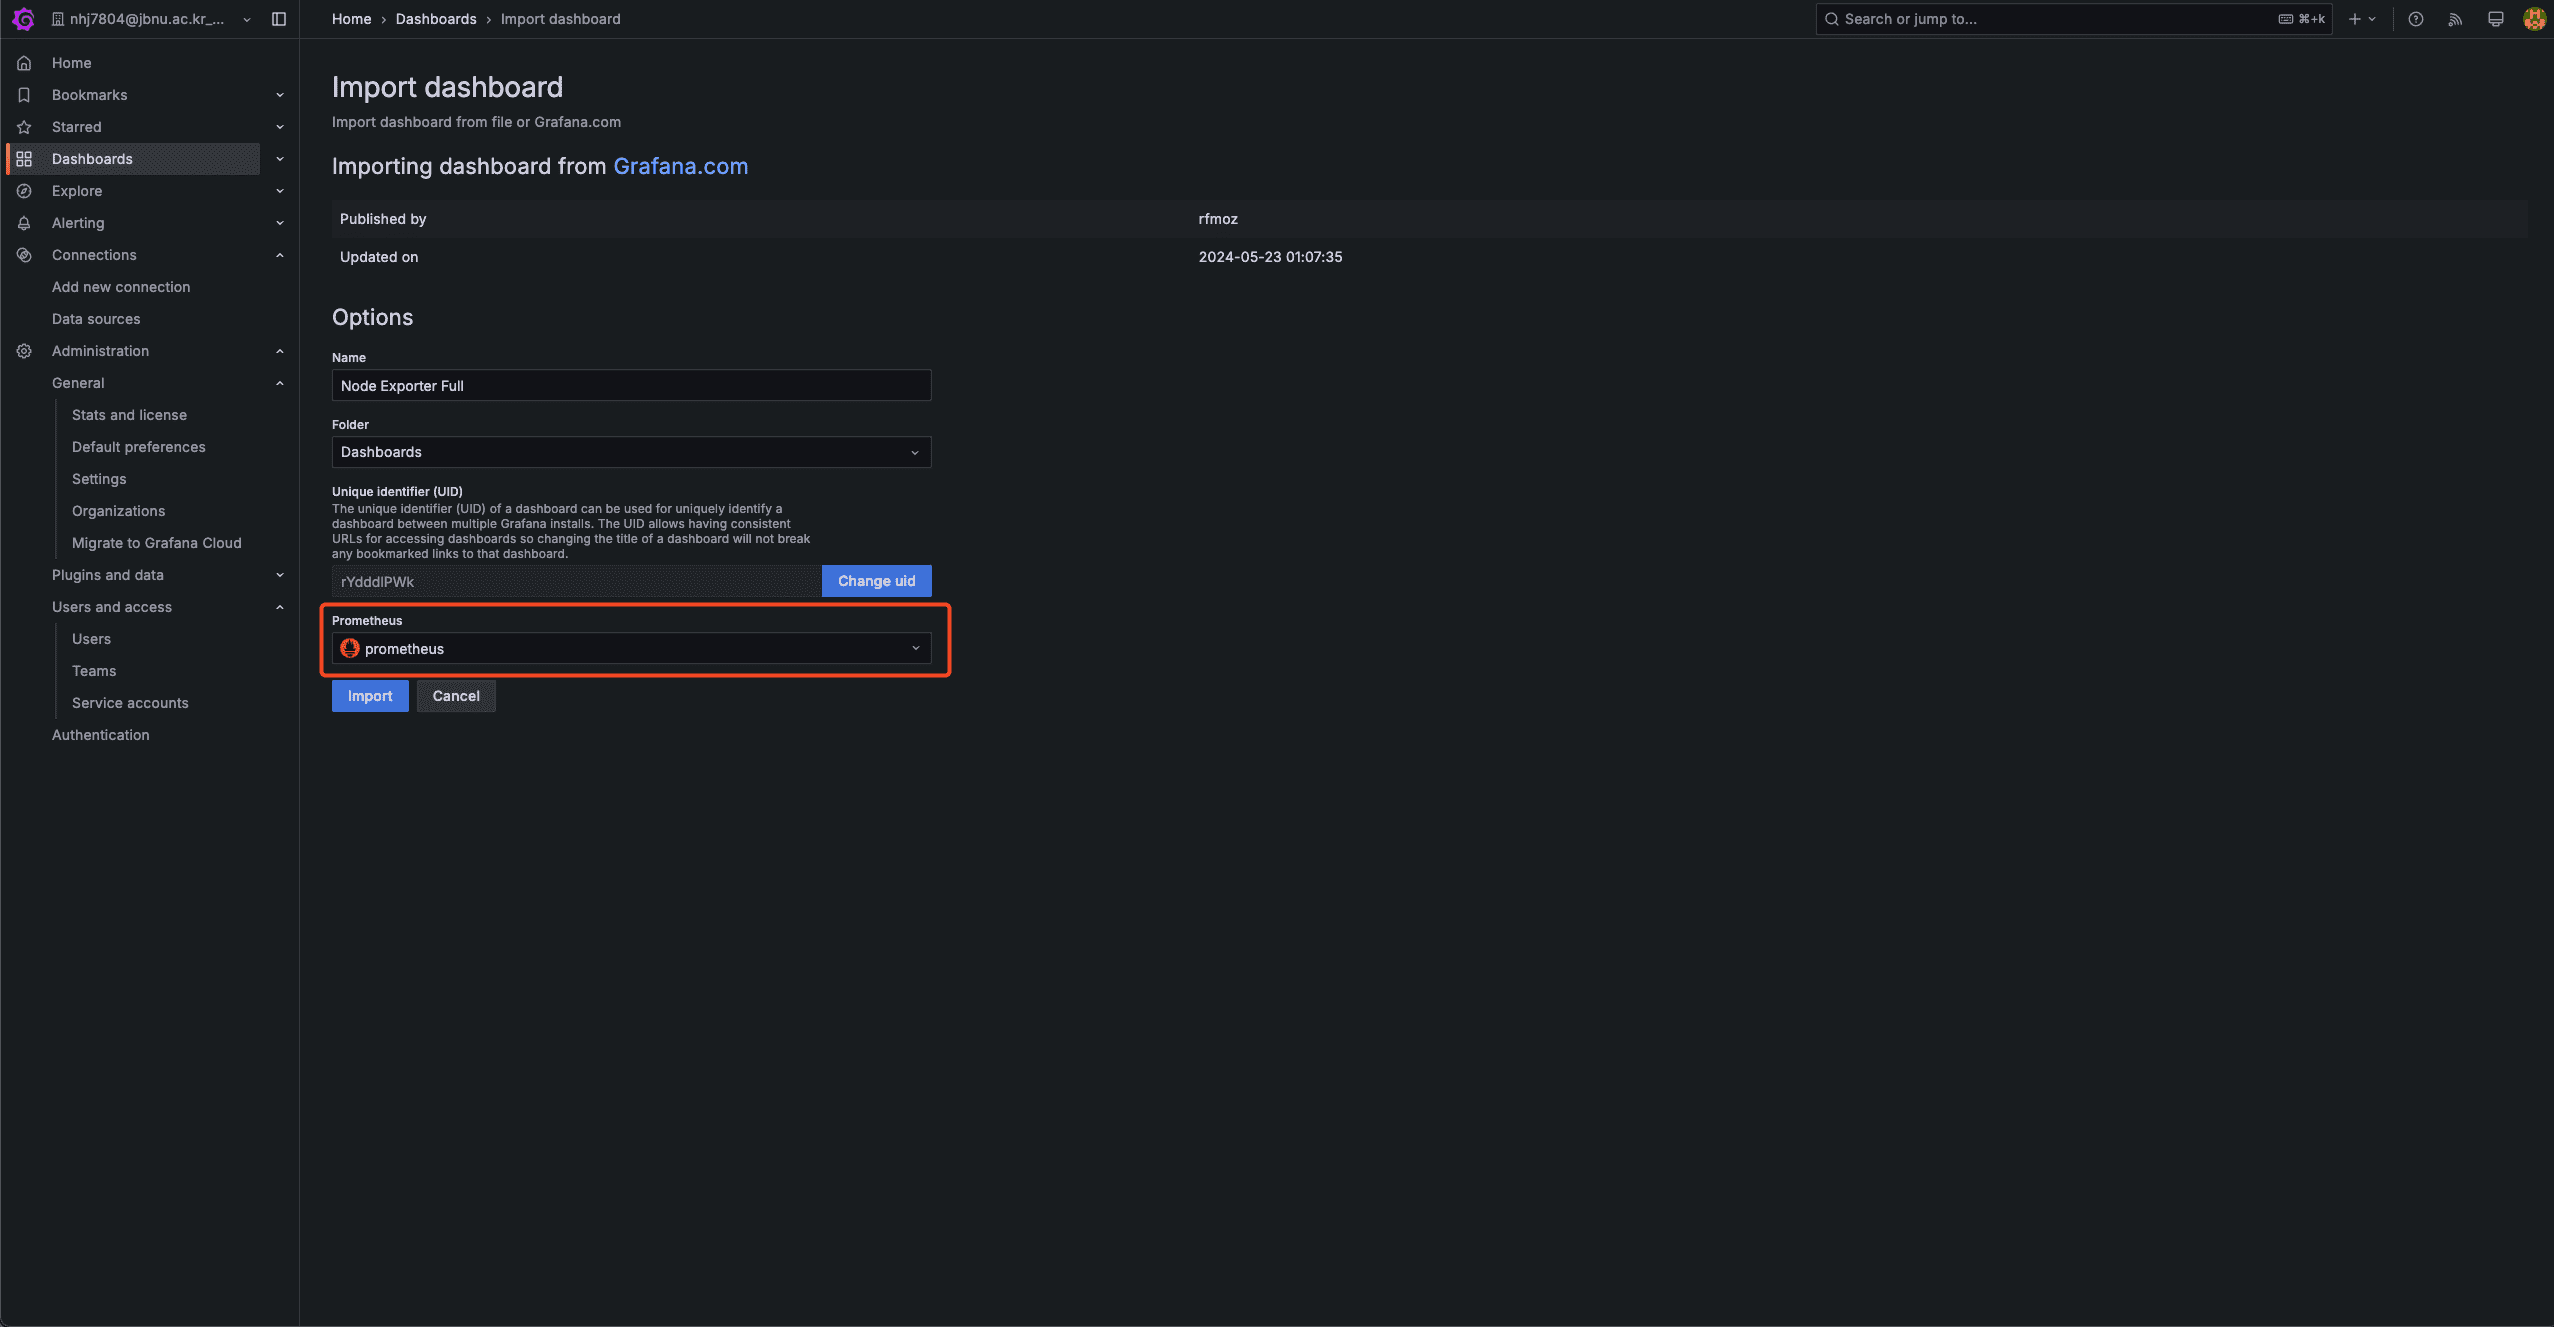 nhj7804@jbnu.ac.kr_...
Home › Dashboards › Import dashboard
Search or jump to...
⌘+k
Home
Bookmarks
Starred
Dashboards
Explore
Alerting
Connections
Add new connection
Data sources
Administration
General
Stats and license
Default preferences
Settings
Organizations
Migrate to Grafana Cloud
Plugins and data
Users and access
Users
Teams
Service accounts
Authentication
Import dashboard
Import dashboard from file or Grafana.com
Importing dashboard from Grafana.com
Published by rfmoz
Updated on 2024-05-23 01:07:35
Options
Name
Node Exporter Full
Folder
Dashboards
Unique identifier (UID)
The unique identifier (UID) of a dashboard can be used for uniquely identify a
dashboard between multiple Grafana installs. The UID allows having consistent
URLs for accessing dashboards so changing the title of a dashboard will not break
any bookmarked links to that dashboard.
rYdddlPWk
Change uid
Prometheus
prometheus
Import
Cancel